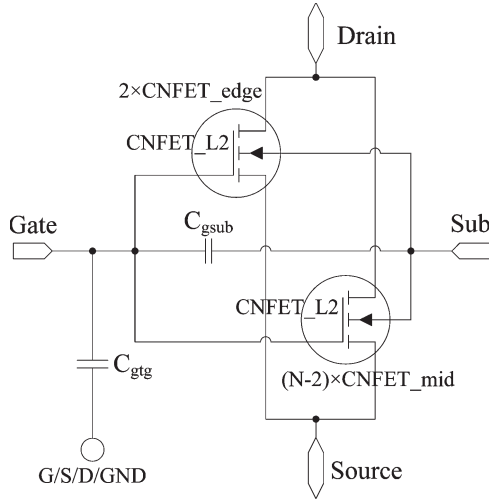 Drain
2×CNFET_edge
CNFET_L2
Gate
C_gsub
Sub
CNFET_L2
C_gtg
(N-2)×CNFET_mid
G/S/D/GND
Source